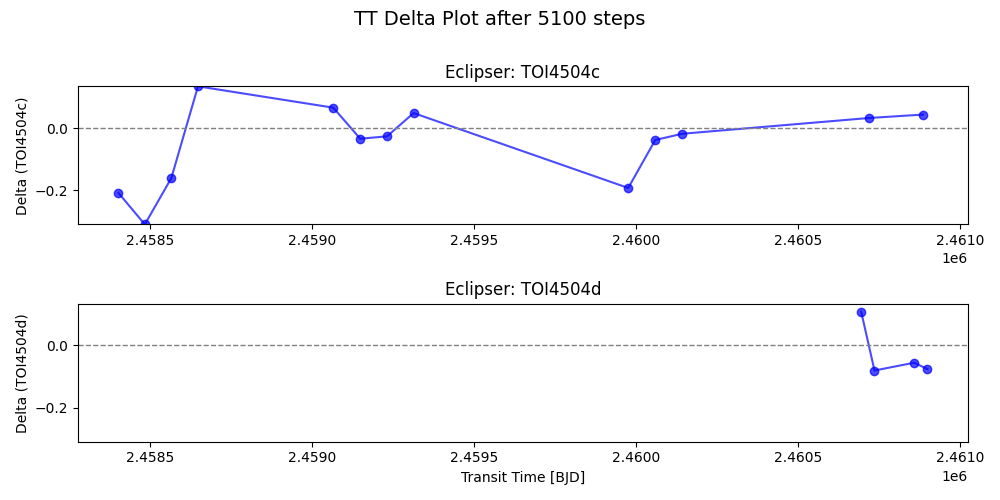 TT Delta Plot after 5100 steps
Eclipser: TOI4504c
Delta (TOI4504c)
0.0
−0.2
2.4585 2.4590 2.4595 2.4600 2.4605 2.4610
1e6
Eclipser: TOI4504d
Delta (TOI4504d)
0.0
−0.2
2.4585 2.4590 2.4595 2.4600 2.4605 2.4610
Transit Time [BJD]
1e6